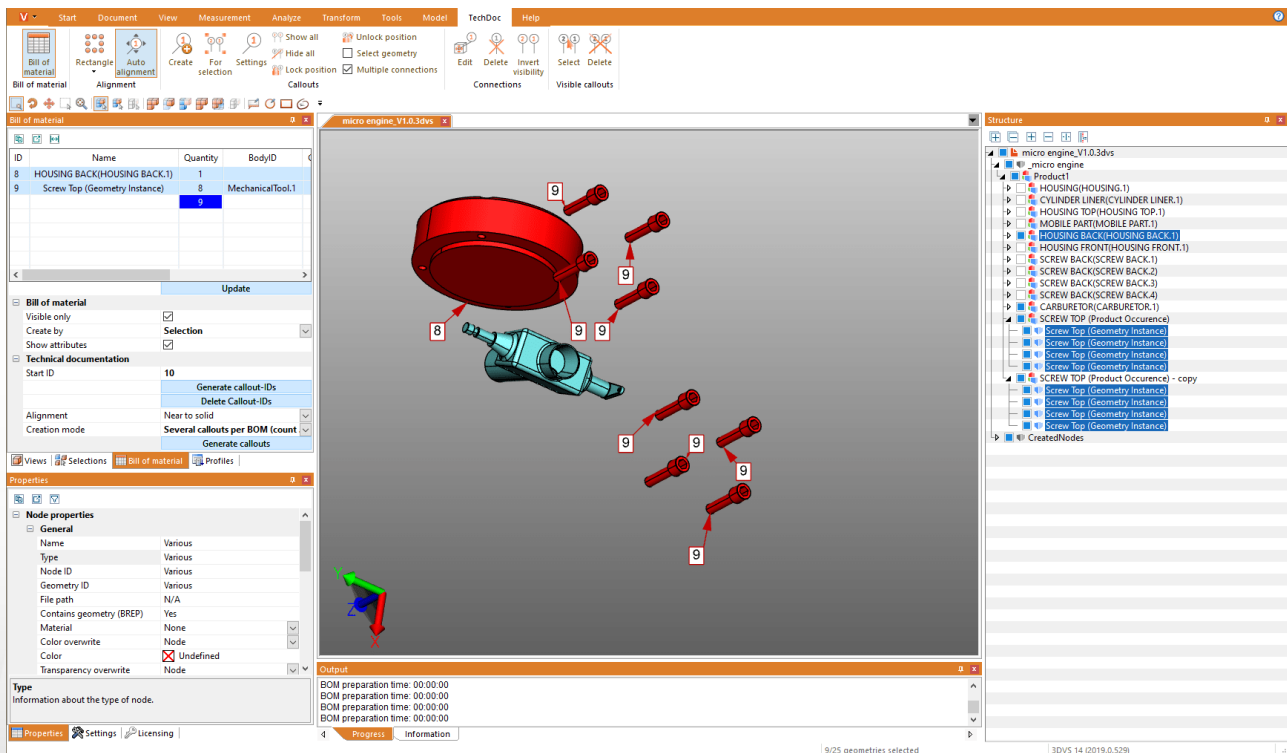 V
Start Document View Measurement Analyze Transform Tools Model TechDoc Help
Bill of material
Rectangle
Auto alignment
Create
For selection
Settings
Show all
Hide all
Lock position
Unlock position
Select geometry
Multiple connections
Edit
Delete
Invert visibility
Select
Delete
Bill of material Alignment Callouts Connections Visible callouts
Bill of material
ID Name Quantity BodyID
8 HOUSING BACK(HOUSING BACK.1) 1
9 Screw Top (Geometry Instance) 8 MechanicalTool.1
9
Update
Bill of material
Visible only
Create by Selection
Show attributes
Technical documentation
Start ID 10
Generate callout-IDs
Delete Callout-IDs
Alignment Near to solid
Creation mode Several callouts per BOM (count
Generate callouts
Views Selections Bill of material Profiles
Properties
Node properties
General
Name Various
Type Various
Node ID Various
Geometry ID Various
File path N/A
Contains geometry (BREP) Yes
Material None
Color overwrite Node
Color Undefined
Transparency overwrite Node
Type
Information about the type of node.
Properties Settings Licensing
micro engine_V1.0.3dvs
9
9
9
9
9
8
9
9
9
9
Y
Z
X
Output
BOM preparation time: 00:00:00
BOM preparation time: 00:00:00
BOM preparation time: 00:00:00
BOM preparation time: 00:00:00
Progress Information
Structure
micro engine_V1.0.3dvs
_micro engine
Product1
HOUSING(HOUSING.1)
CYLINDER LINER(CYLINDER LINER.1)
HOUSING TOP(HOUSING TOP.1)
MOBILE PART(MOBILE PART.1)
HOUSING BACK(HOUSING BACK.1)
HOUSING FRONT(HOUSING FRONT.1)
SCREW BACK(SCREW BACK.1)
SCREW BACK(SCREW BACK.2)
SCREW BACK(SCREW BACK.3)
SCREW BACK(SCREW BACK.4)
CARBURETOR(CARBURETOR.1)
SCREW TOP (Product Occurence)
Screw Top (Geometry Instance)
Screw Top (Geometry Instance)
Screw Top (Geometry Instance)
Screw Top (Geometry Instance)
SCREW TOP (Product Occurence) - copy
Screw Top (Geometry Instance)
Screw Top (Geometry Instance)
Screw Top (Geometry Instance)
Screw Top (Geometry Instance)
CreatedNodes
9/25 geometries selected 3DVS 14 (2019.0.529)